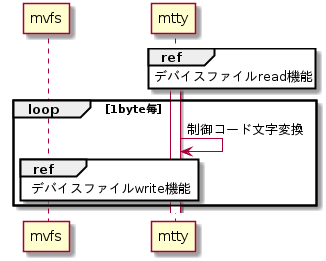 mvfs
mtty
ref
デバイスファイルread機能
loop
[1byte毎]
制御コード文字変換
ref
デバイスファイルwrite機能
mvfs
mtty